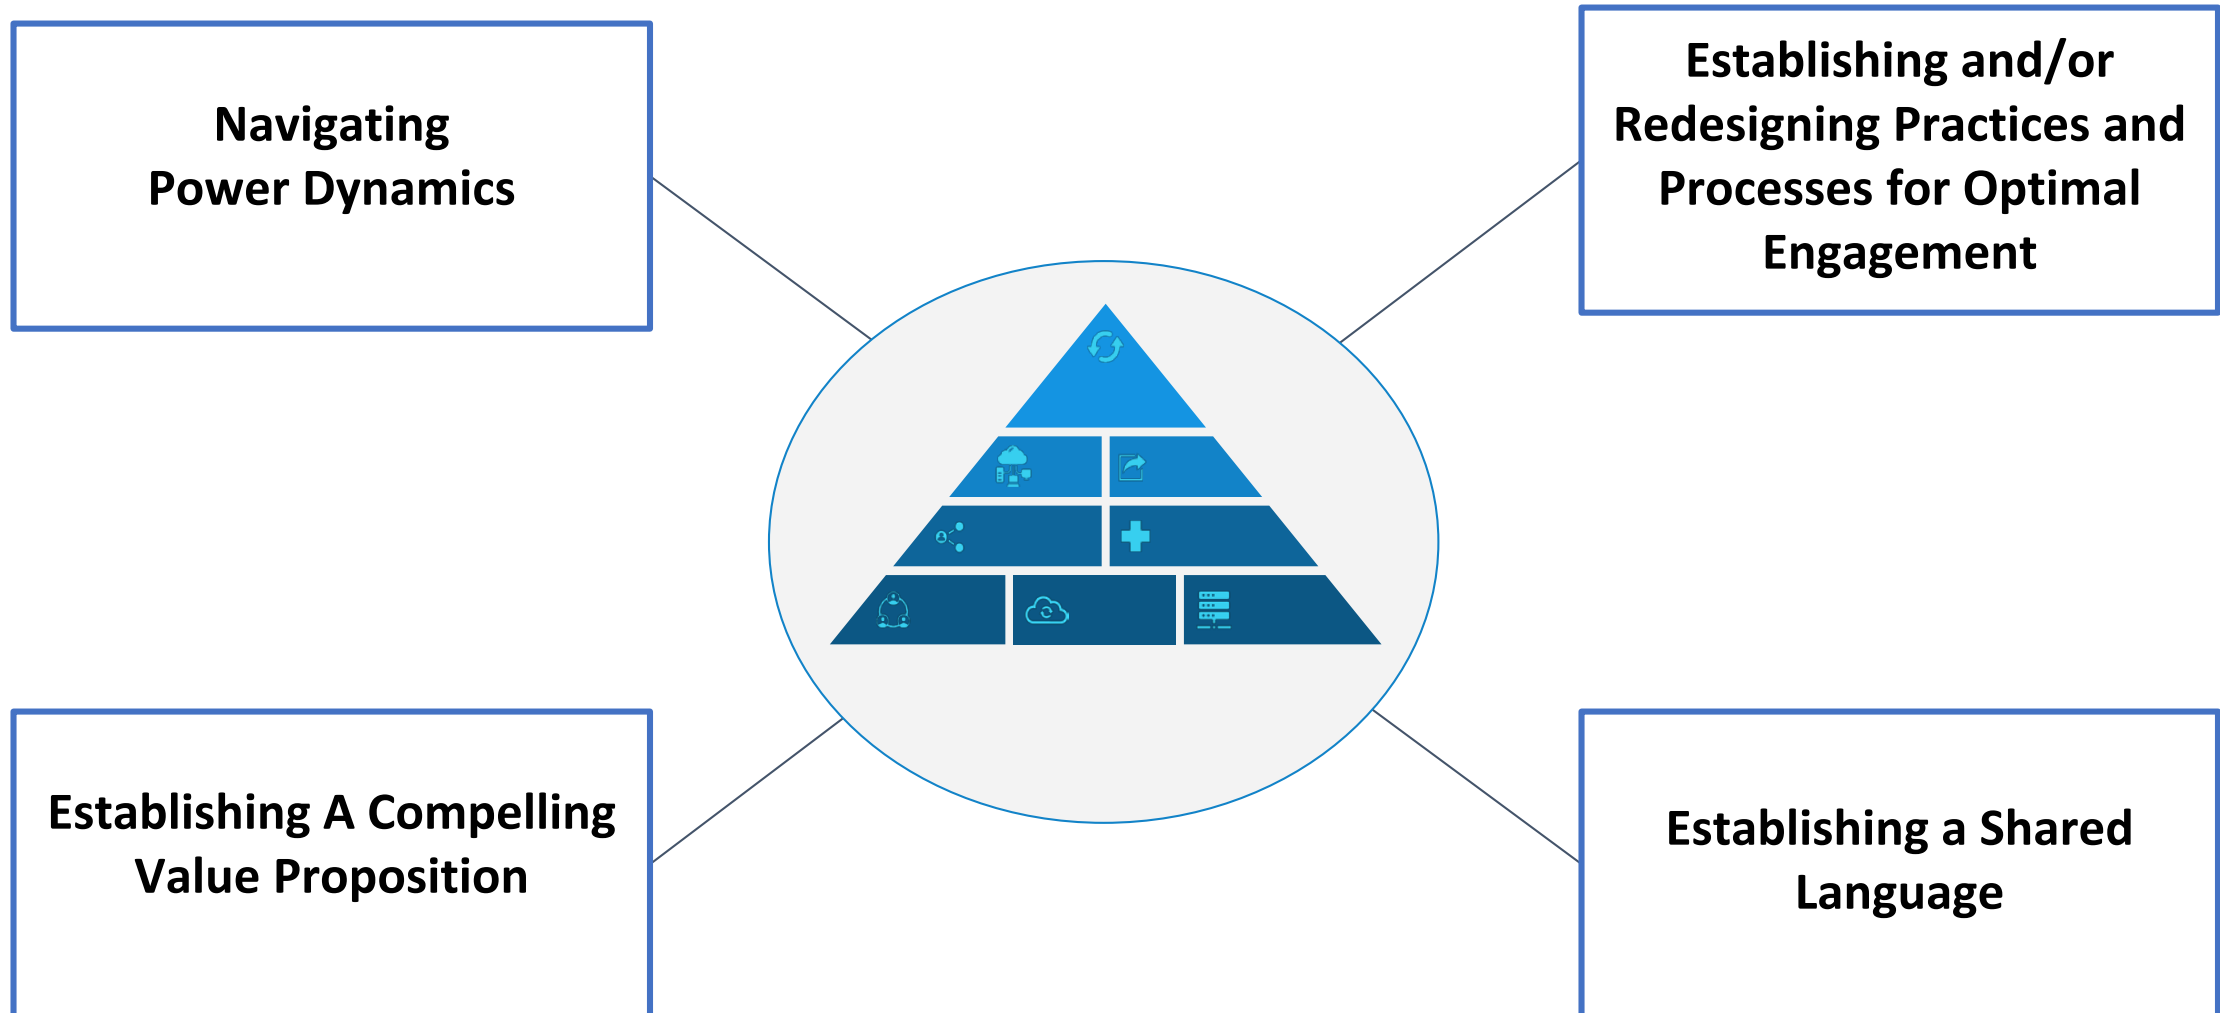 Navigating
Power Dynamics
Establishing and/or
Redesigning Practices and
Processes for Optimal
Engagement
Establishing A Compelling
Value Proposition
Establishing a Shared
Language